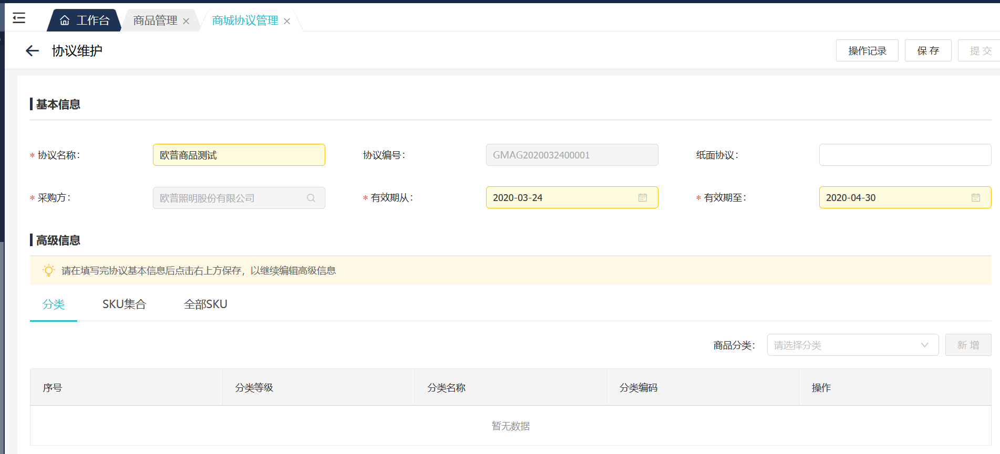 工作台 商品管理 商城协议管理
协议维护 操作记录 保 存 提 交
基本信息
* 协议名称: 欧普商品测试 协议编号: GMAG2020032400001 纸面协议:
* 采购方: 欧普照明股份有限公司 * 有效期从: 2020-03-24 * 有效期至: 2020-04-30
高级信息
请在填写完协议基本信息后点击右上方保存，以继续编辑高级信息
分类 SKU集合 全部SKU
商品分类: 请选择分类 新 增
序号 分类等级 分类名称 分类编码 操作
暂无数据